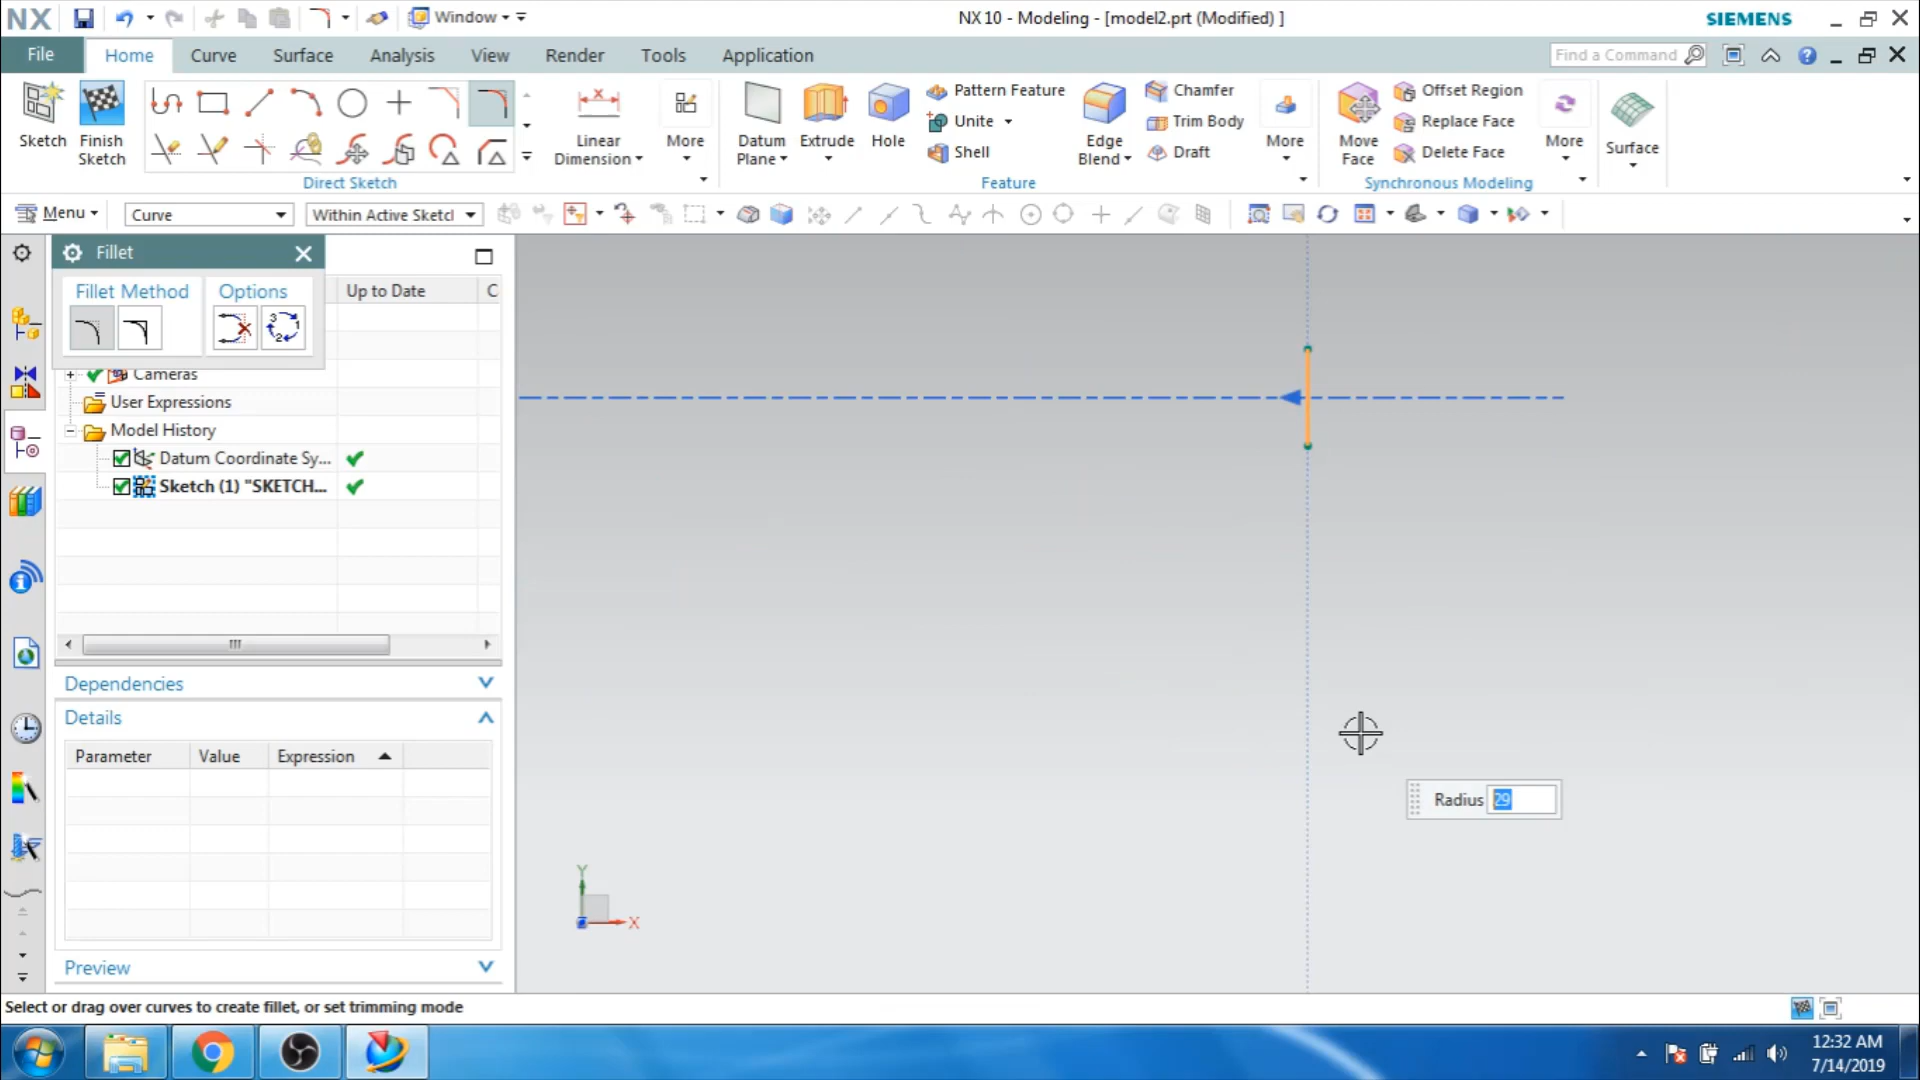 NX
Window
NX 10 - Modeling - [model2.prt (Modified) ]
SIEMENS
File
Home
Curve
Surface
Analysis
View
Render
Tools
Application
Find a Command
Sketch
Finish
Sketch
Linear
Dimension
More
Direct Sketch
Datum
Plane
Extrude
Hole
Pattern Feature
Unite
Shell
Edge
Blend
Chamfer
Trim Body
Draft
More
Feature
Move
Face
Offset Region
Replace Face
Delete Face
More
Synchronous Modeling
Surface
Menu
Curve
Within Active Sketcl
Fillet
Fillet Method
Options
Up to Date
C
Cameras
User Expressions
Model History
Datum Coordinate Sy...
Sketch (1) "SKETCH...
Dependencies
Details
Parameter
Value
Expression
Preview
Radius 29
Y
X
Select or drag over curves to create fillet, or set trimming mode
12:32 AM
7/14/2019